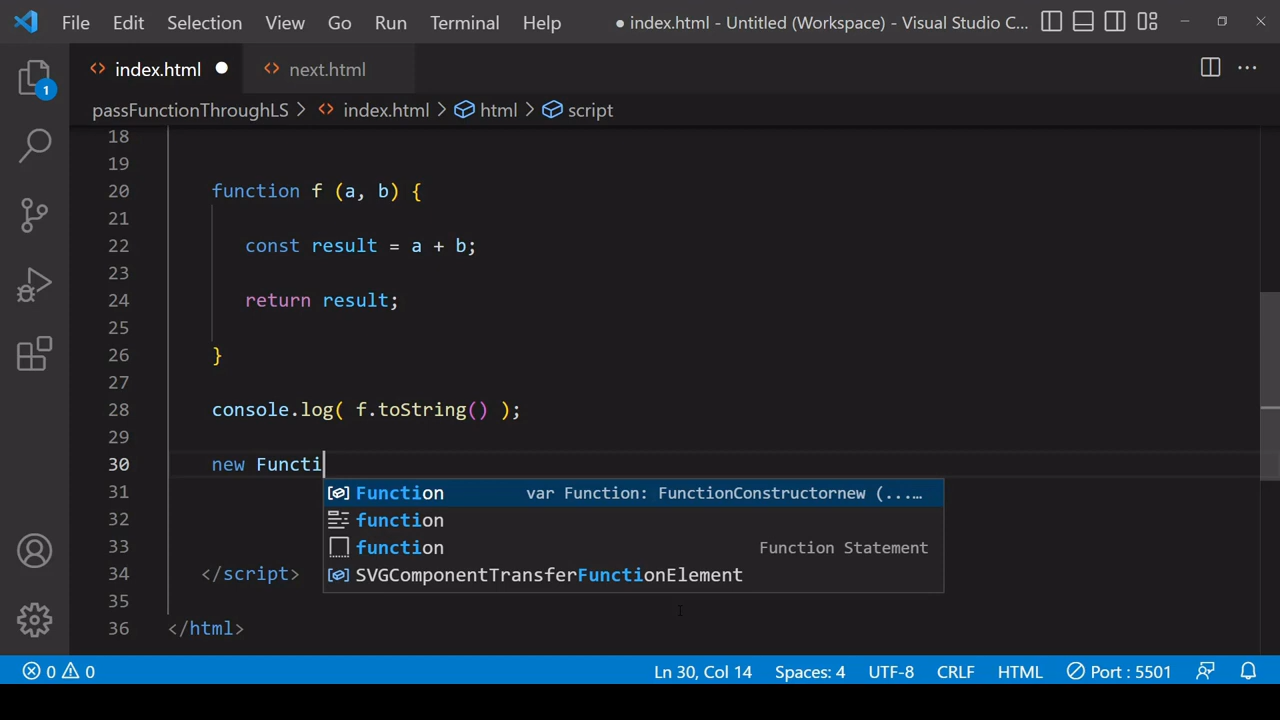 File Edit Selection View Go Run Terminal Help ● index.html - Untitled (Workspace) - Visual Studio C...
index.html next.html
1
passFunctionThroughLS > index.html > html > script
18
19
20 function f (a, b) {
21
22 const result = a + b;
23
24 return result;
25
26 }
27
28 console.log( f.toString() );
29
30 new Functi
31 Function var Function: FunctionConstructornew (...…
32 function
33 function Function Statement
34 </script> SVGComponentTransferFunctionElement
35
36 </html>
0 0 Ln 30, Col 14 Spaces: 4 UTF-8 CRLF HTML Port : 5501